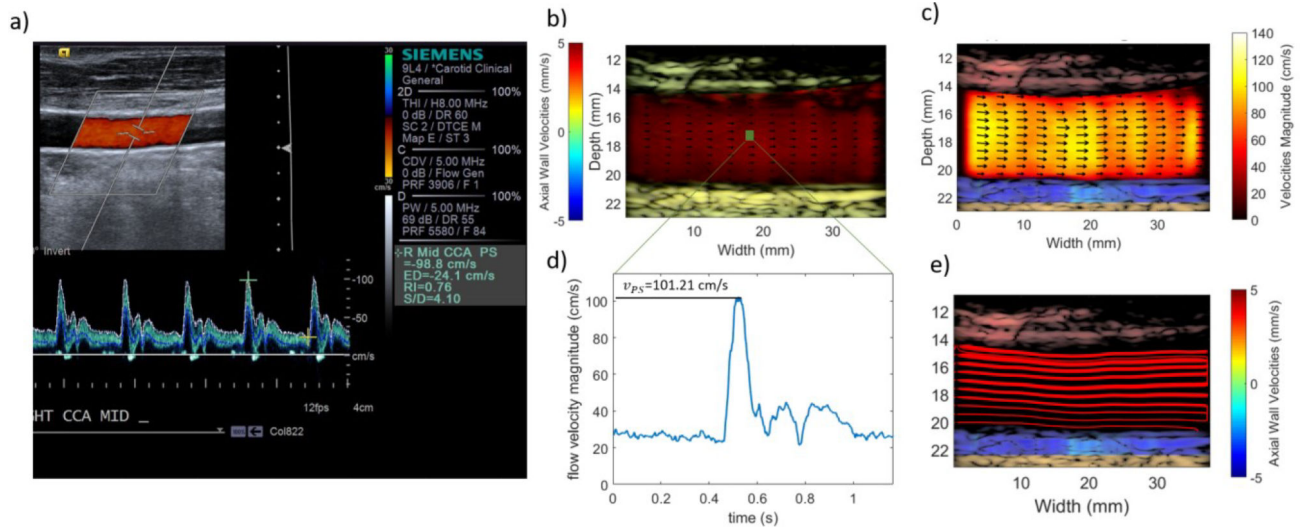 a)
SIEMENS
9L4 / *Carotid Clinical
General
2D 100%
THI / H8.00 MHz
0 dB / DR 60
SC 2 / DTCE M
Map E / ST 3
C 100%
CDV / 5.00 MHz
0 dB / Flow Gen
PRF 3906 / F 1
D 100%
PW / 5.00 MHz
69 dB / DR 55
PRF 5580 / F 84
cm/s
R Mid CCA PS
=-98.8 cm/s
ED=-24.1 cm/s
RI=0.76
S/D=4.10
Invert
-100
-50
cm/s
12fps 4cm
GHT CCA MID _
Col822
b)
Axial Wall Velocities (mm/s)
5
0
-5
Depth (mm)
12
14
16
18
20
22
10 20 30
Width (mm)
c)
12
14
16
18
20
22
10 20 30
Width (mm)
Velocities Magnitude (cm/s)
140
120
100
80
60
40
20
0
d)
flow velocity magnitude (cm/s)
100
80
60
40
20
0
0 0.2 0.4 0.6 0.8 1
time (s)
vPS=101.21 cm/s
e)
12
14
16
18
20
22
10 20 30
Width (mm)
Axial Wall Velocities (mm/s)
5
0
-5